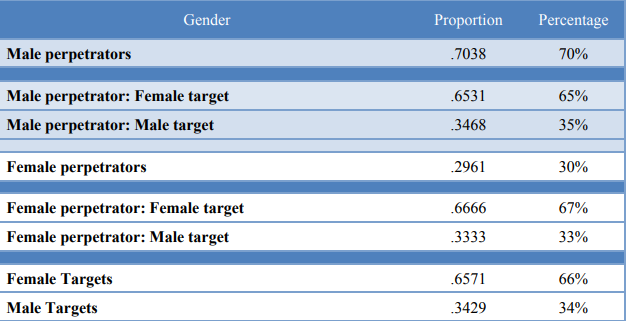 Gender Proportion Percentage
Male perpetrators .7038 70%
Male perpetrator: Female target .6531 65%
Male perpetrator: Male target .3468 35%
Female perpetrators .2961 30%
Female perpetrator: Female target .6666 67%
Female perpetrator: Male target .3333 33%
Female Targets .6571 66%
Male Targets .3429 34%